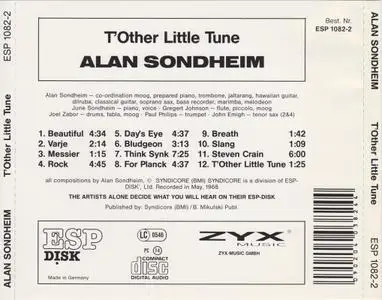 ESP 1082-2
T'Other Little Tune
ALAN SONDHEIM
T'Other Little Tune
ALAN SONDHEIM
Best. Nr.
ESP 1082-2
Alan Sondheim – co-ordination moog, prepared piano, trombone, jaltarang, hawaiian guitar,
dilruba, classical guitar, soprano sax, bass recorder, marimba, melodeon
June Sondheim – piano, voice · Gregert Johnson – flute, piccolo, moog
Joel Zabor – drums, tabla, moog · Paul Phillips – trumpet · John Emigh – tenor sax (2&4)
1. Beautiful 4:34 5. Day's Eye 4:37 9. Breath 1:42
2. Varje 2:14 6. Bludgeon 3:13 10. Slang 1:09
3. Messier 1:15 7. Think Synk 7:22 11. Steven Crain 6:00
4. Rock 4:48 8. For Planck 4:37 12. T'Other Little Tune 1:25
all compositions by Alan Sondheim, © SYNDICORE (BMI) SYNDICORE is a division of ESP-
DISK', Ltd. Recorded in May, 1968
THE ARTISTS ALONE DECIDE WHAT YOU WILL HEAR ON THEIR ESP-DISK
Published by: Syndicore (BMI) / B. Mikulski Publ.
ESP
DISK
Made in Germany
LC 0546
PC 14
COMPACT
disc
DIGITAL AUDIO
ZYX
MUSIC
ZYX-MUSIC GMBH
ALAN SONDHEIM
T'Other Little Tune
ESP 1082-2